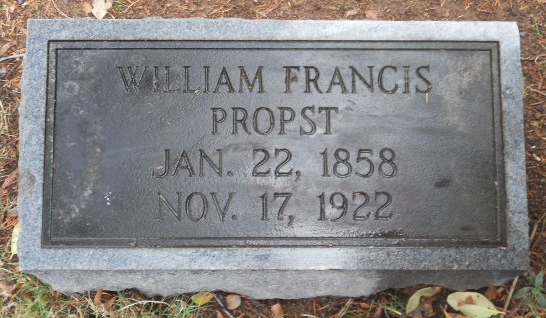 WILLIAM FRANCIS
PROPST
JAN. 22, 1858
NOV. 17, 1922